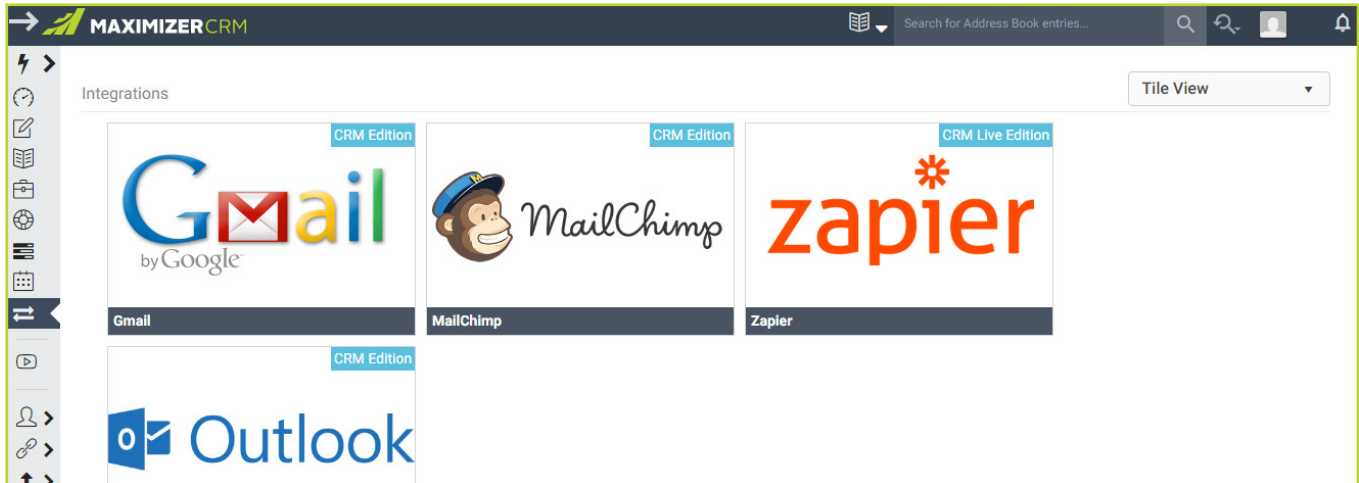 MAXIMIZERCRM
Search for Address Book entries...
Integrations
Tile View
CRM Edition
Gmail
by Google
Gmail
CRM Edition
MailChimp
MailChimp
CRM Live Edition
zapier
Zapier
CRM Edition
o Outlook